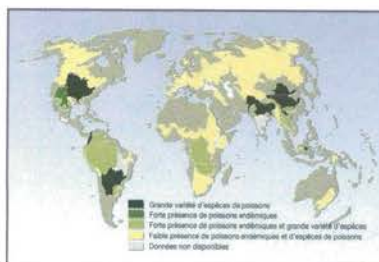 Grande variété d'espèces de poissons
Forte présence de poissons endémiques
Forte présence de poissons endémiques et grande variété d'espèces
Faible présence de poissons endémiques et d'espèces de poissons
Données non disponibles